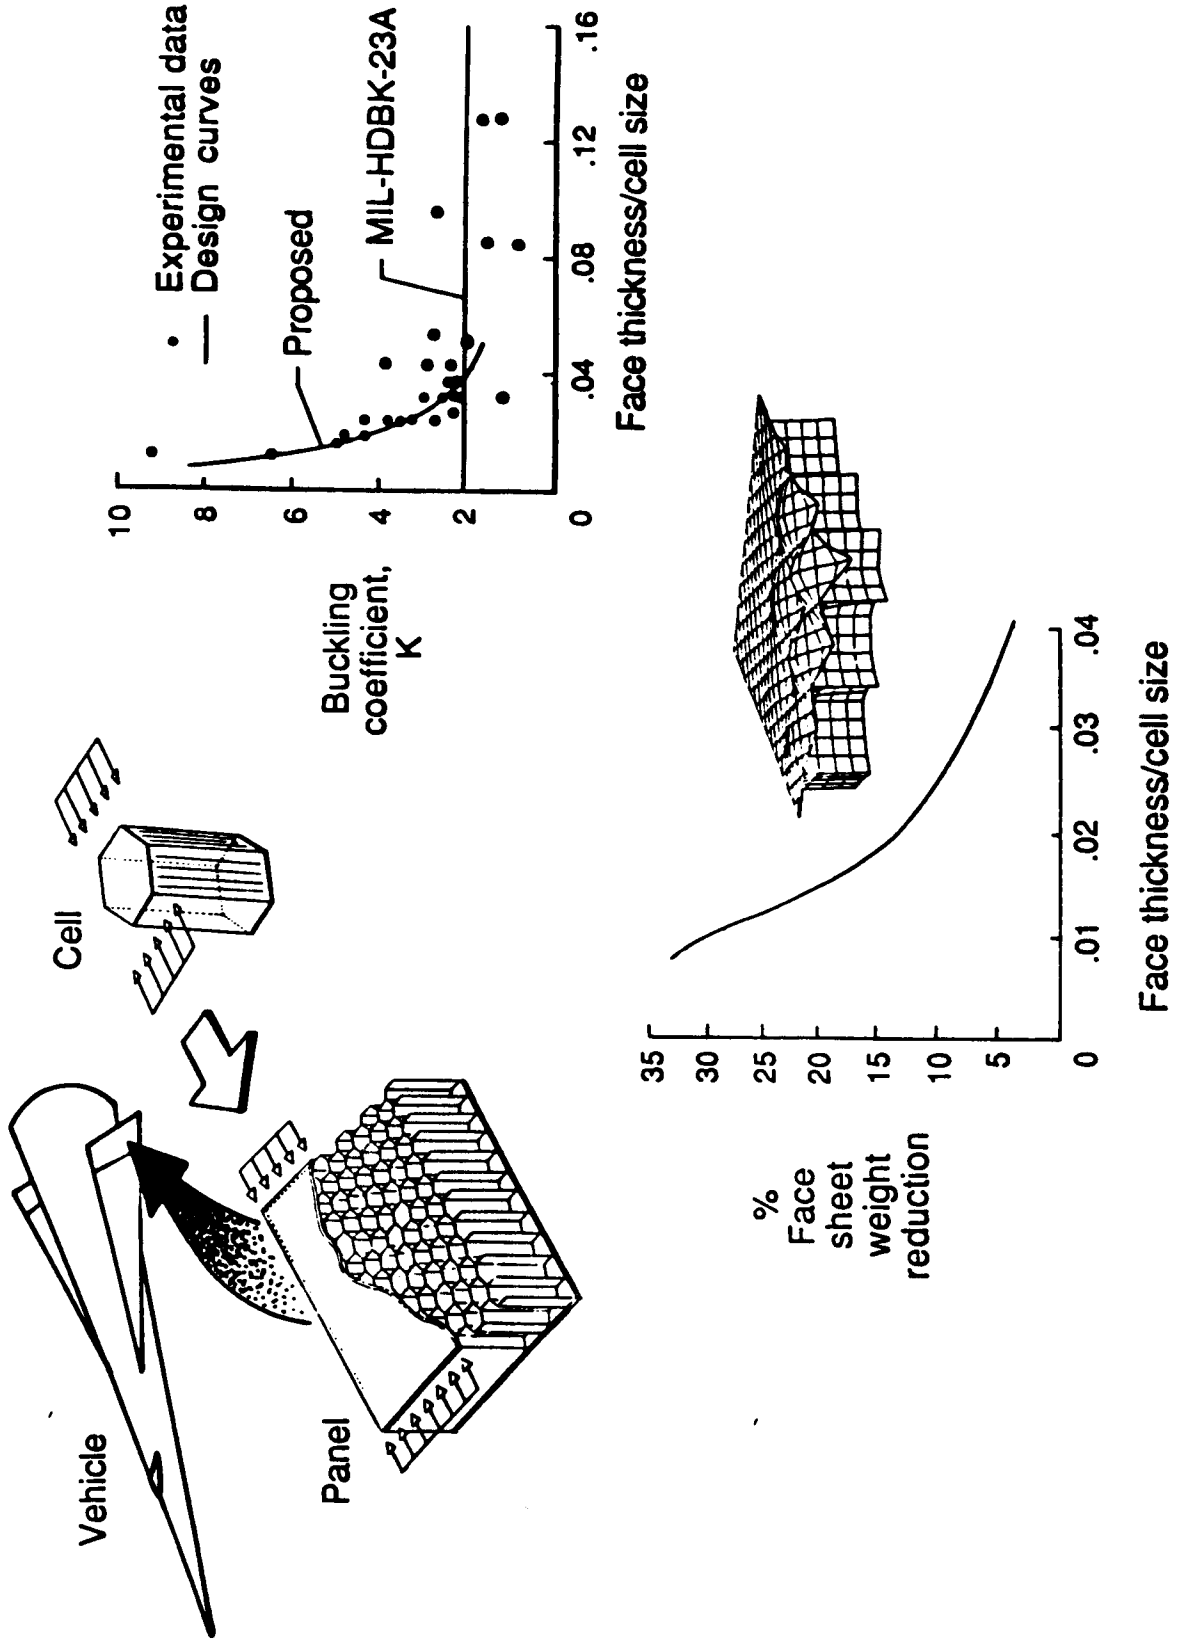 Vehicle
Cell
Panel
Buckling
coefficient,
K
10
8
6
4
2
0
.04
.08
.12
.16
Face thickness/cell size
Experimental data
Design curves
Proposed
MIL-HDBK-23A
%
Face
sheet
weight
reduction
35
30
25
20
15
10
5
0
.01
.02
.03
.04
Face thickness/cell size